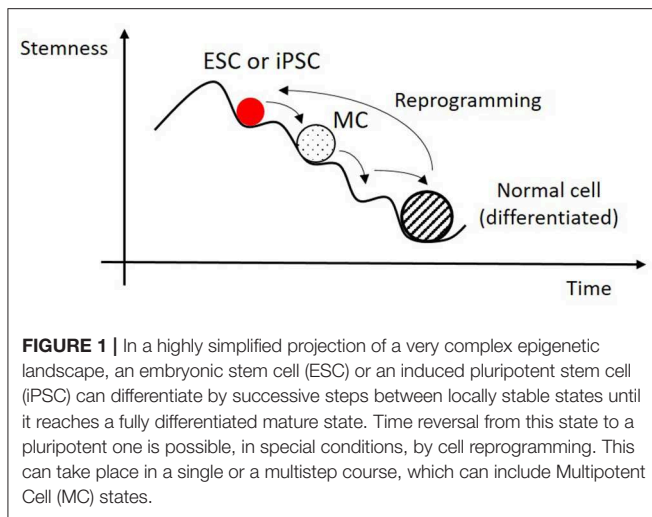 Stemness
ESC or iPSC
Reprogramming
MC
Normal cell
(differentiated)
Time
FIGURE 1 | In a highly simplified projection of a very complex epigenetic
landscape, an embryonic stem cell (ESC) or an induced pluripotent stem cell
(iPSC) can differentiate by successive steps between locally stable states until
it reaches a fully differentiated mature state. Time reversal from this state to a
pluripotent one is possible, in special conditions, by cell reprogramming. This
can take place in a single or a multistep course, which can include Multipotent
Cell (MC) states.